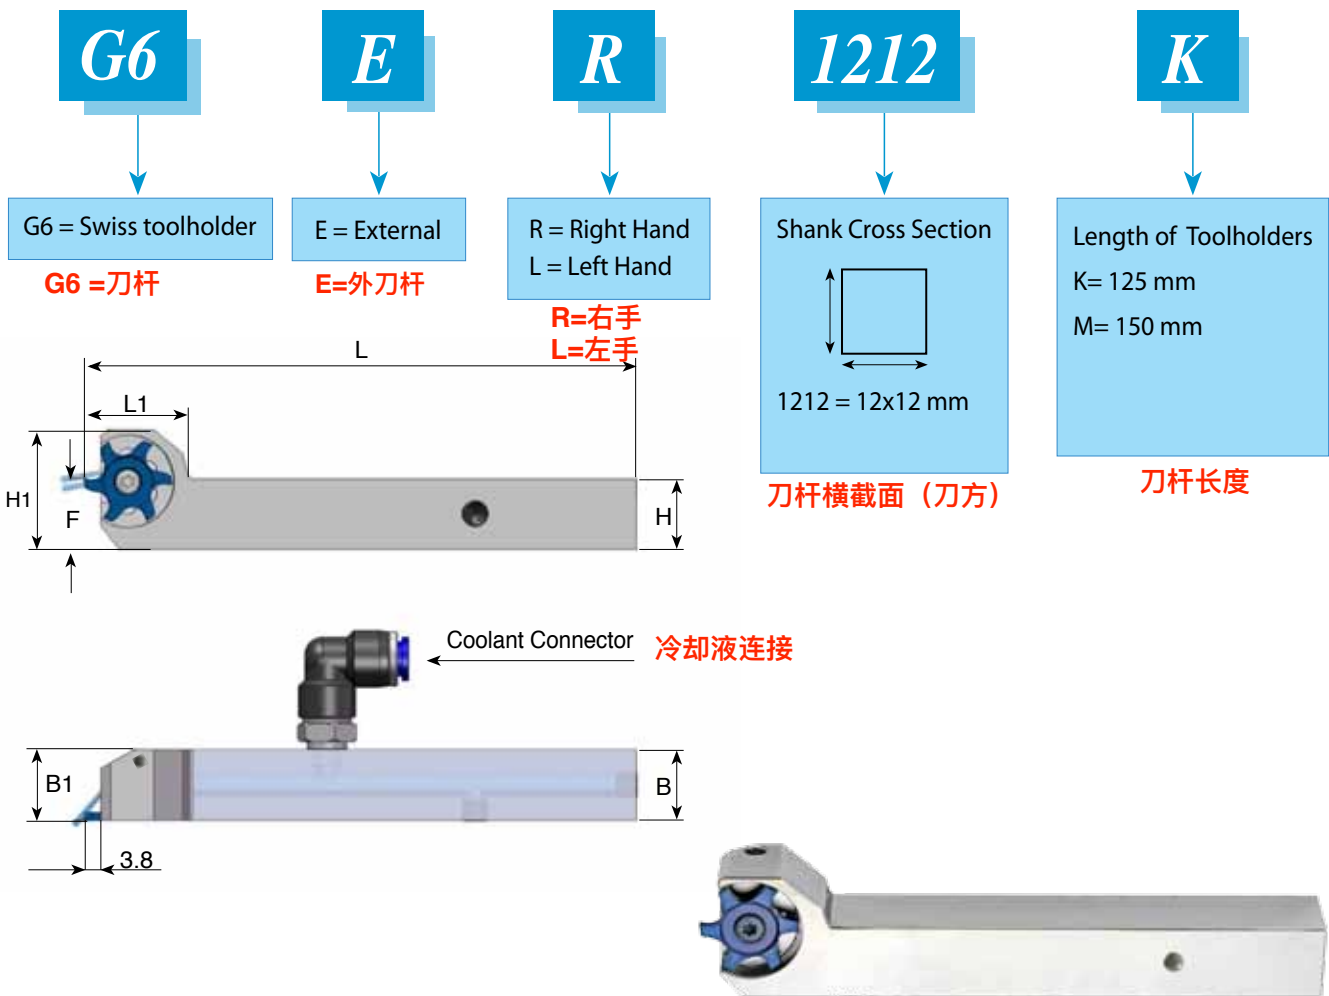 G6
E
R
1212
K
G6 = Swiss toolholder
G6 =刀杆
E = External
E=外刀杆
R = Right Hand
L = Left Hand
R=右手
L=左手
Shank Cross Section
1212 = 12x12 mm
刀杆横截面（刀方）
Length of Toolholders
K= 125 mm
M= 150 mm
刀杆长度
L
L1
H1
F
H
Coolant Connector
冷却液连接
B1
B
3.8